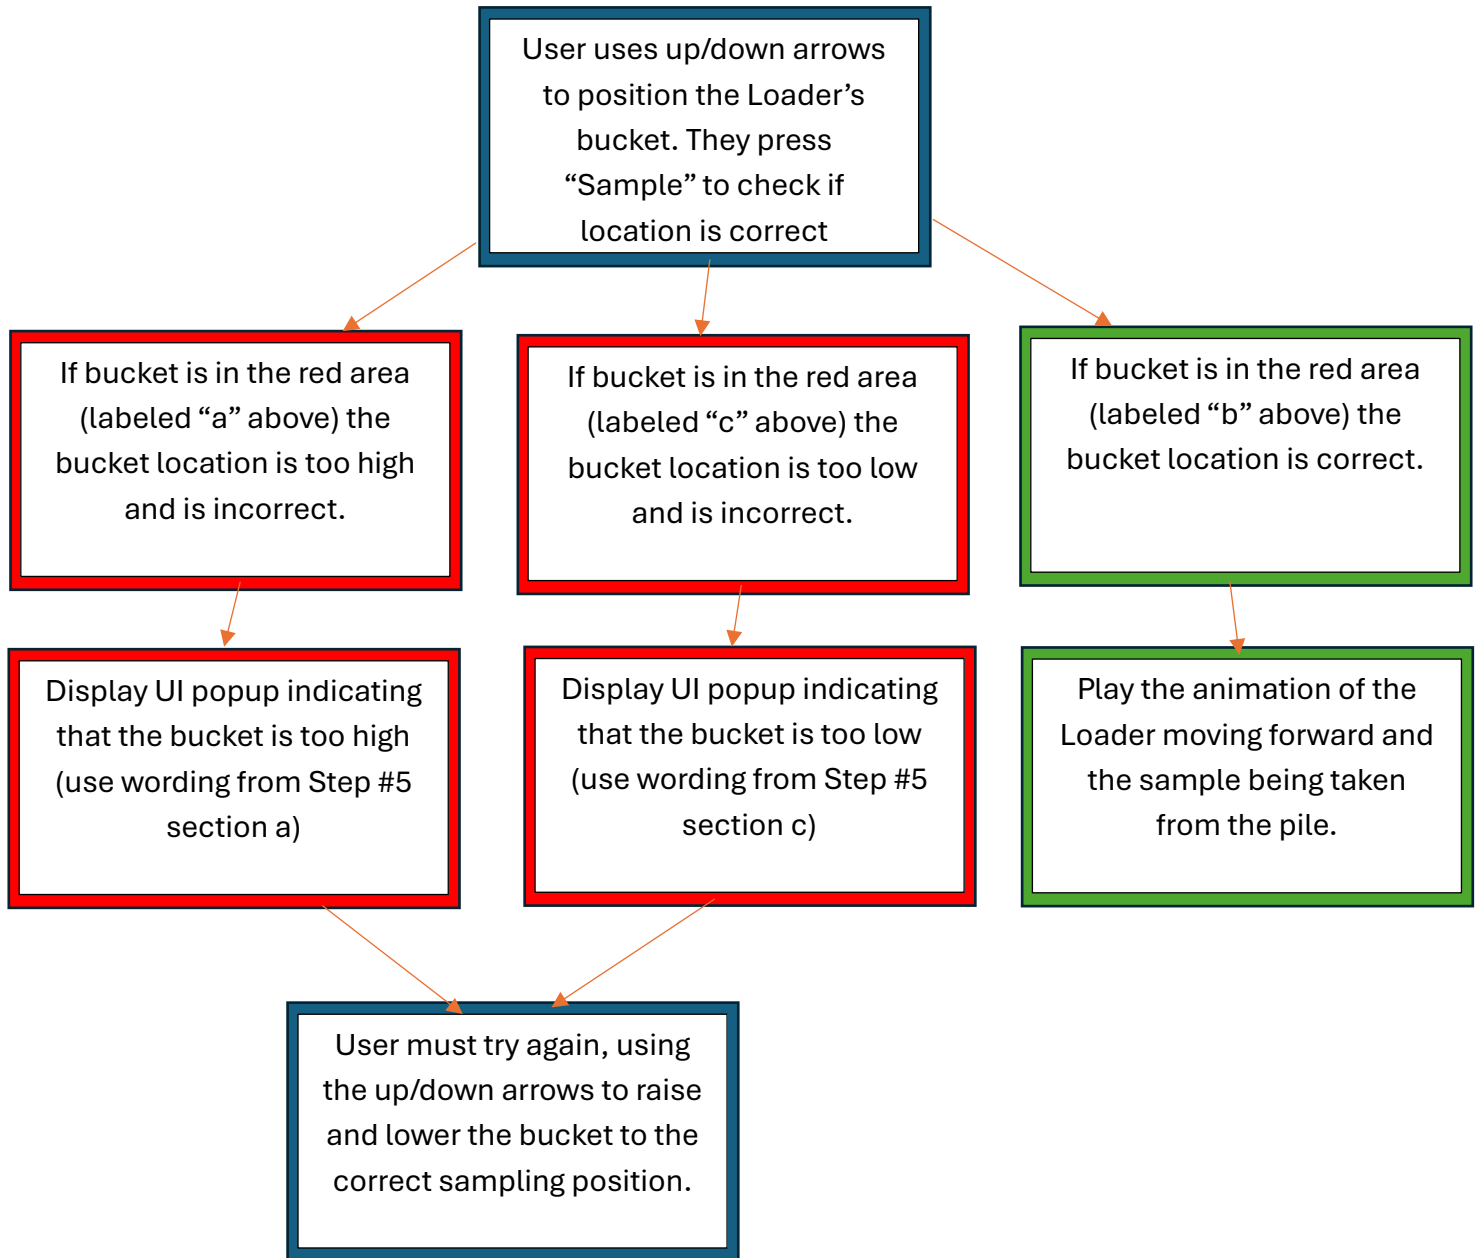 User uses up/down arrows
to position the Loader’s
bucket. They press
“Sample” to check if
location is correct
If bucket is in the red area
(labeled “a” above) the
bucket location is too high
and is incorrect.
If bucket is in the red area
(labeled “c” above) the
bucket location is too low
and is incorrect.
If bucket is in the red area
(labeled “b” above) the
bucket location is correct.
Display UI popup indicating
that the bucket is too high
(use wording from Step #5
section a)
Display UI popup indicating
that the bucket is too low
(use wording from Step #5
section c)
Play the animation of the
Loader moving forward and
the sample being taken
from the pile.
User must try again, using
the up/down arrows to raise
and lower the bucket to the
correct sampling position.